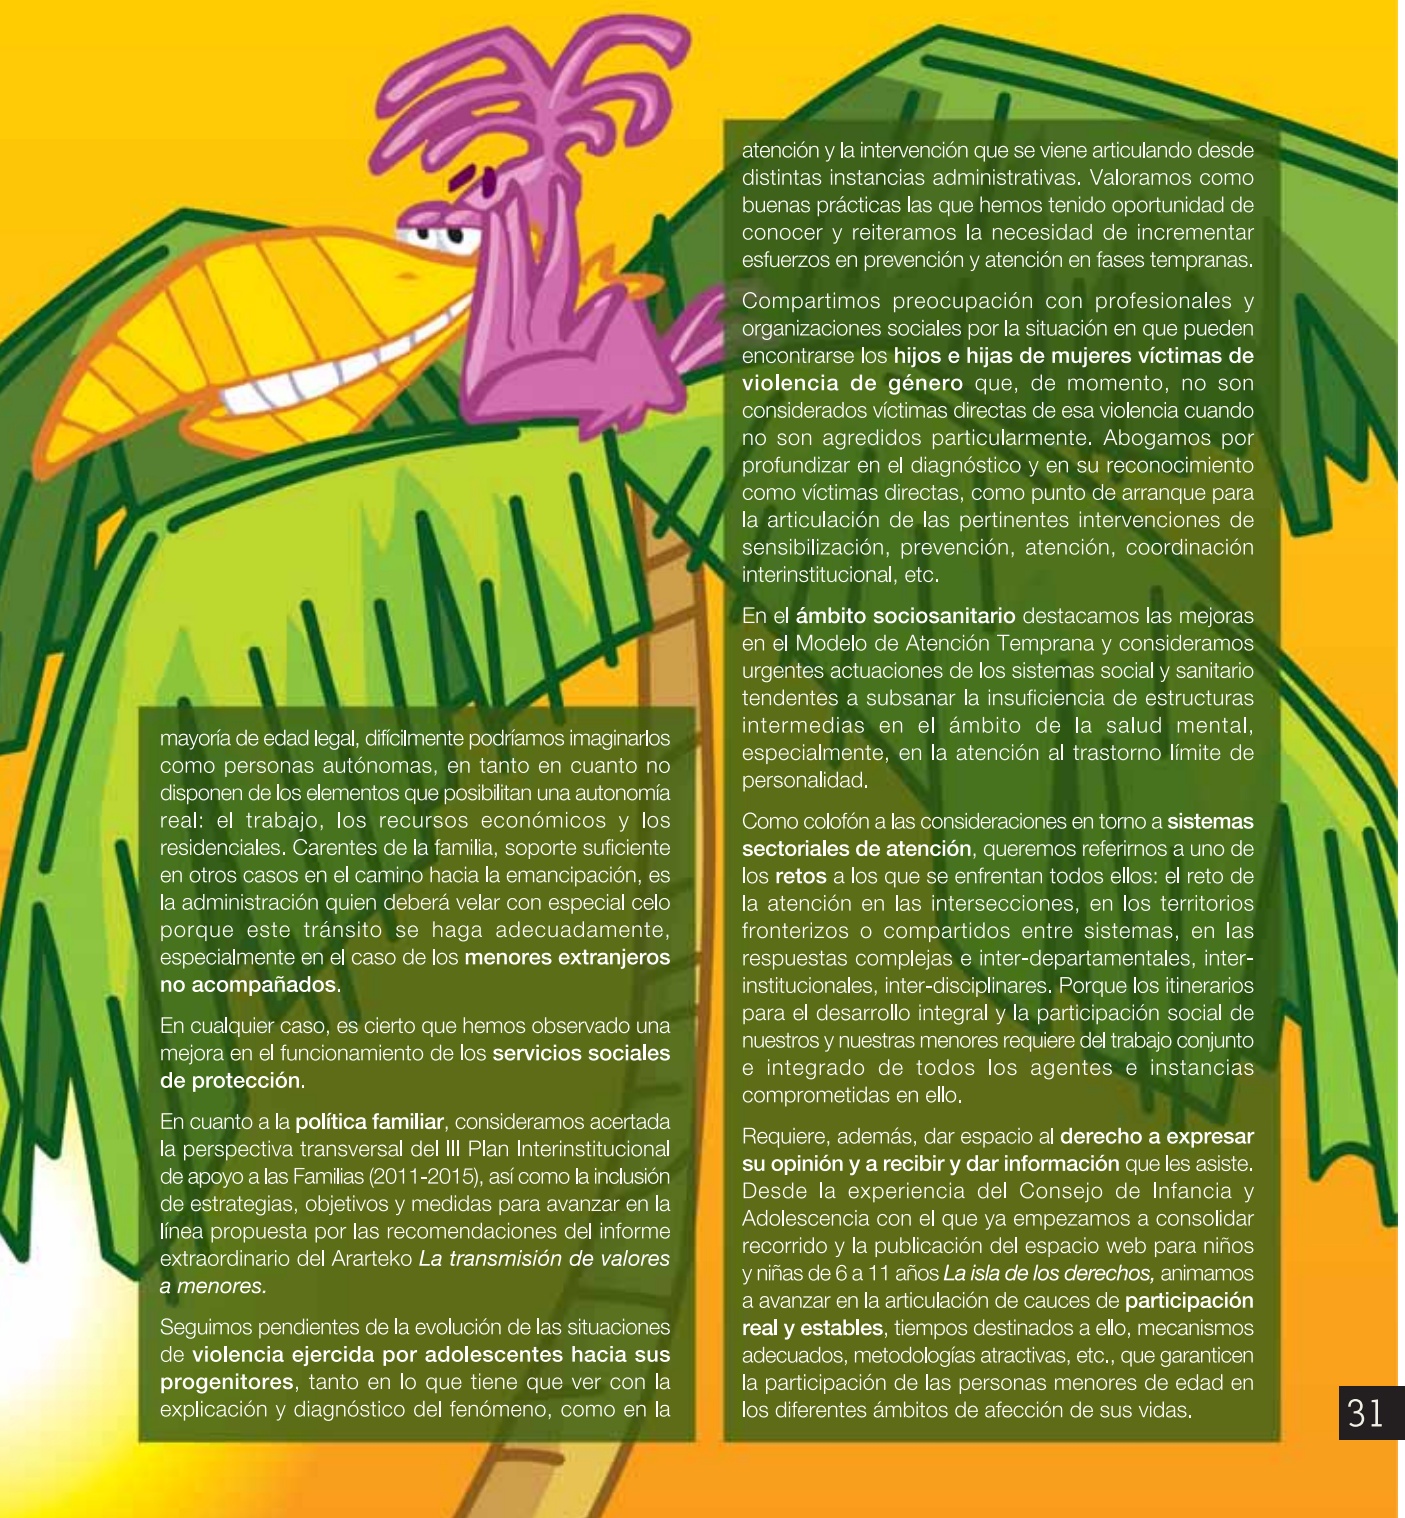 mayoría de edad legal, difícilmente podríamos imaginarlos
como personas autónomas, en tanto en cuanto no
disponen de los elementos que posibilitan una autonomía
real: el trabajo, los recursos económicos y los
residenciales. Carentes de la familia, soporte suficiente
en otros casos en el camino hacia la emancipación, es
la administración quien deberá velar con especial celo
porque este tránsito se haga adecuadamente,
especialmente en el caso de los menores extranjeros
no acompañados.
En cualquier caso, es cierto que hemos observado una
mejora en el funcionamiento de los servicios sociales
de protección.
En cuanto a la política familiar, consideramos acertada
la perspectiva transversal del III Plan Interinstitucional
de apoyo a las Familias (2011-2015), así como la inclusión
de estrategias, objetivos y medidas para avanzar en la
línea propuesta por las recomendaciones del informe
extraordinario del Ararteko La transmisión de valores
a menores.
Seguimos pendientes de la evolución de las situaciones
de violencia ejercida por adolescentes hacia sus
progenitores, tanto en lo que tiene que ver con la
explicación y diagnóstico del fenómeno, como en la
atención y la intervención que se viene articulando desde
distintas instancias administrativas. Valoramos como
buenas prácticas las que hemos tenido oportunidad de
conocer y reiteramos la necesidad de incrementar
esfuerzos en prevención y atención en fases tempranas.
Compartimos preocupación con profesionales y
organizaciones sociales por la situación en que pueden
encontrarse los hijos e hijas de mujeres víctimas de
violencia de género que, de momento, no son
considerados víctimas directas de esa violencia cuando
no son agredidos particularmente. Abogamos por
profundizar en el diagnóstico y en su reconocimiento
como víctimas directas, como punto de arranque para
la articulación de las pertinentes intervenciones de
sensibilización, prevención, atención, coordinación
interinstitucional, etc.
En el ámbito sociosanitario destacamos las mejoras
en el Modelo de Atención Temprana y consideramos
urgentes actuaciones de los sistemas social y sanitario
tendentes a subsanar la insuficiencia de estructuras
intermedias en el ámbito de la salud mental,
especialmente, en la atención al trastorno límite de
personalidad.
Como colofón a las consideraciones en torno a sistemas
sectoriales de atención, queremos referirnos a uno de
los retos a los que se enfrentan todos ellos: el reto de
la atención en las intersecciones, en los territorios
fronterizos o compartidos entre sistemas, en las
respuestas complejas e inter-departamentales, inter-
institucionales, inter-disciplinares. Porque los itinerarios
para el desarrollo integral y la participación social de
nuestros y nuestras menores requiere del trabajo conjunto
e integrado de todos los agentes e instancias
comprometidas en ello.
Requiere, además, dar espacio al derecho a expresar
su opinión y a recibir y dar información que les asiste.
Desde la experiencia del Consejo de Infancia y
Adolescencia con el que ya empezamos a consolidar
recorrido y la publicación del espacio web para niños
y niñas de 6 a 11 años La isla de los derechos, animamos
a avanzar en la articulación de cauces de participación
real y estables, tiempos destinados a ello, mecanismos
adecuados, metodologías atractivas, etc., que garanticen
la participación de las personas menores de edad en
los diferentes ámbitos de afección de sus vidas.
31